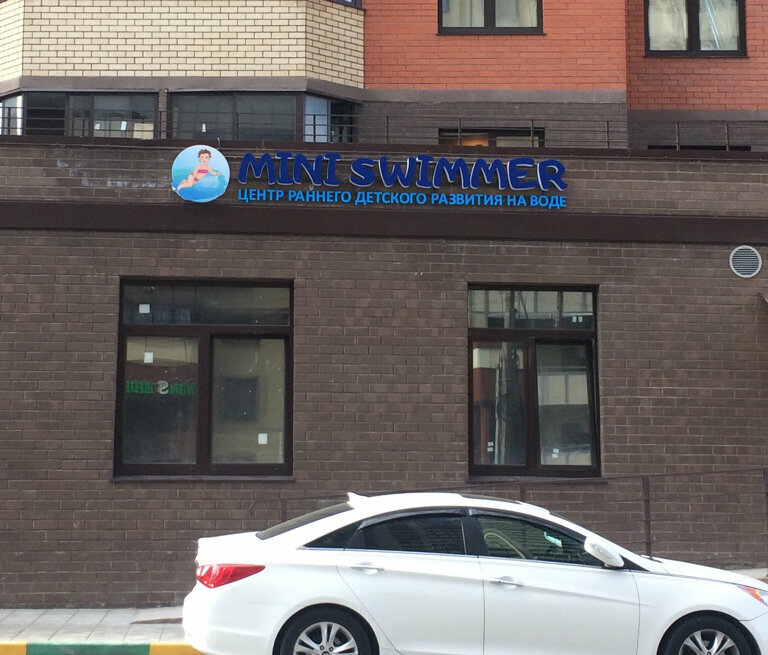 MINI SWIMMER
ЦЕНТР РАННЕГО ДЕТСКОГО РАЗВИТИЯ НА ВОДЕ